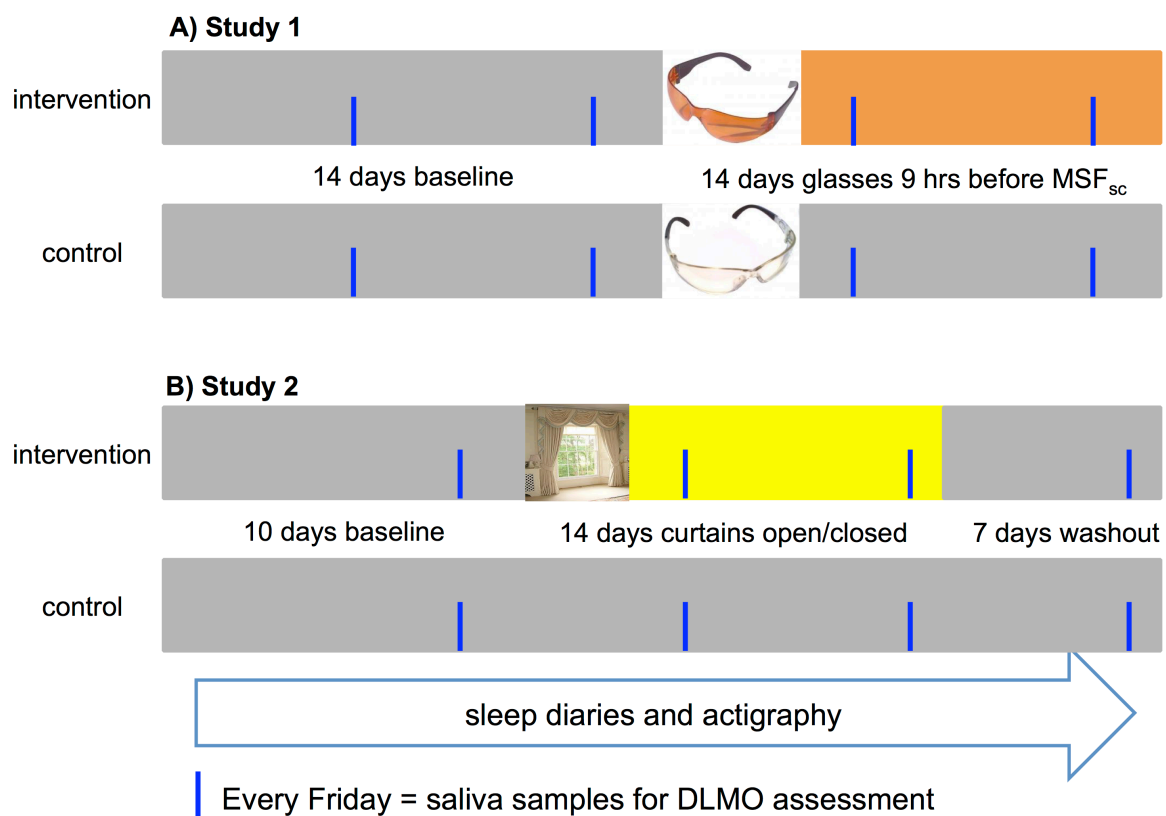 A) Study 1
intervention
14 days baseline
14 days glasses 9 hrs before MSFsc
control
B) Study 2
intervention
10 days baseline
14 days curtains open/closed
7 days washout
control
sleep diaries and actigraphy
Every Friday = saliva samples for DLMO assessment